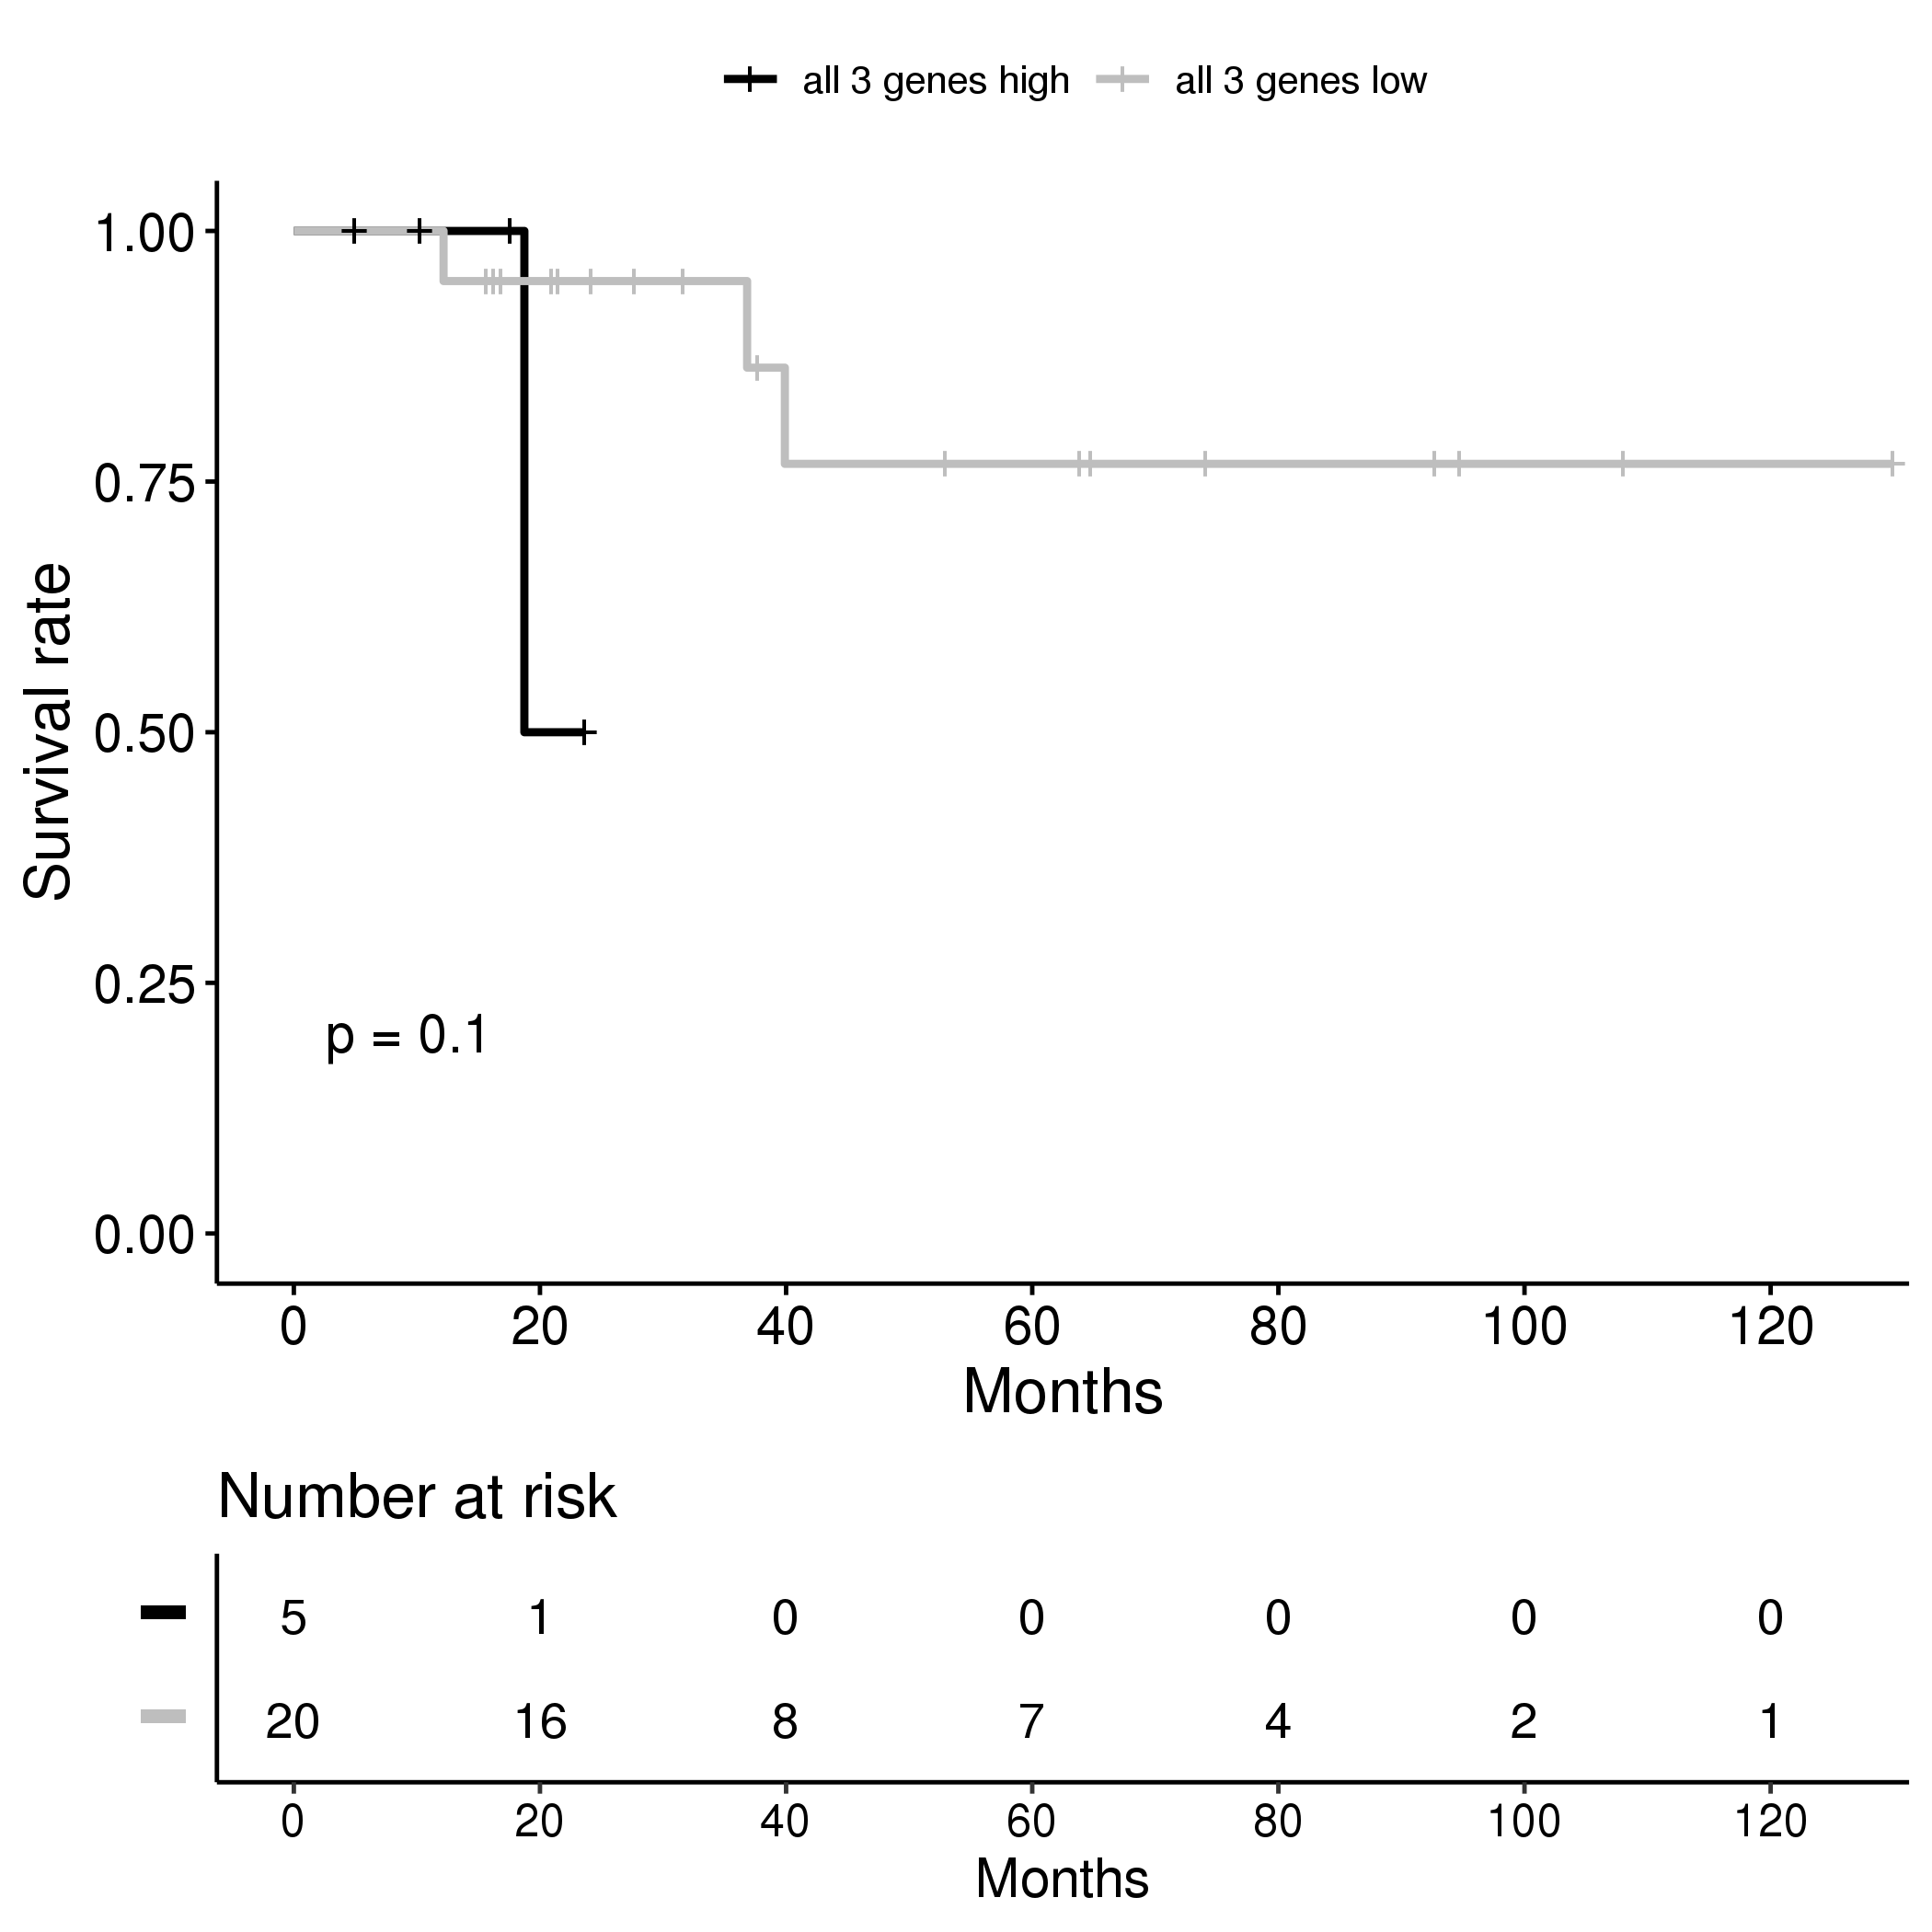 all 3 genes high all 3 genes low
1.00
0.75
0.50
0.25
0.00
Survival rate
p = 0.1
0 20 40 60 80 100 120
Months
Number at risk
5 1 0 0 0 0 0
20 16 8 7 4 2 1
0 20 40 60 80 100 120
Months